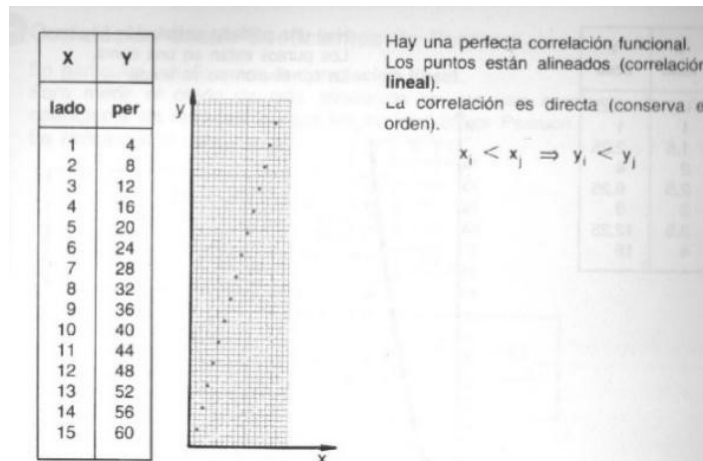 X Y
lado per
1 4
2 8
3 12
4 16
5 20
6 24
7 28
8 32
9 36
10 40
11 44
12 48
13 52
14 56
15 60
y
x
Hay una perfecta correlación funcional.
Los puntos están alineados (correlación
lineal).
La correlación es directa (conserva e
orden).
xᵢ < xⱼ ⇒ yᵢ < yⱼ